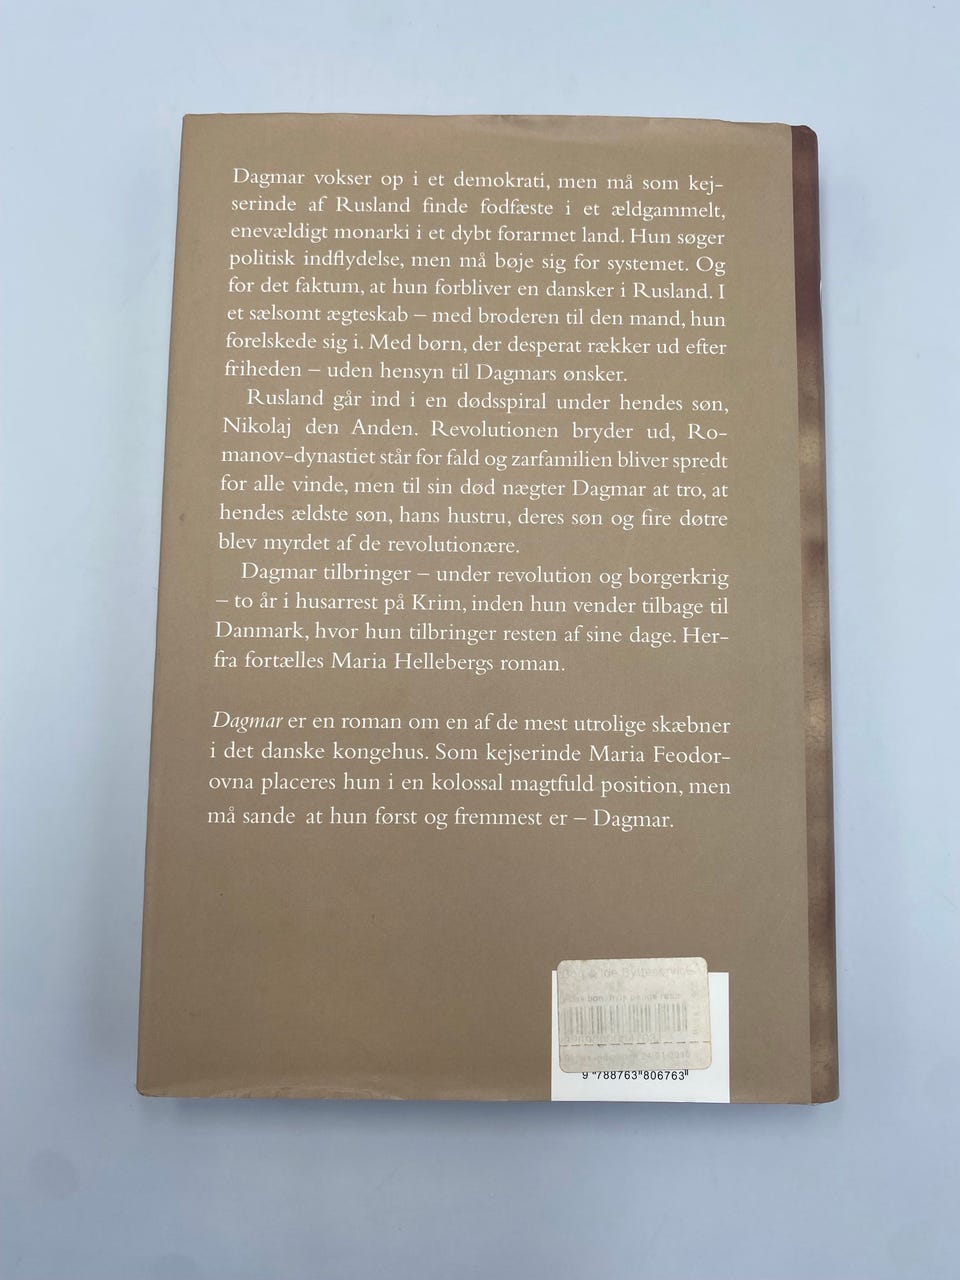 Dagmar vokser op i et demokrati, men må som kej-
serinde af Rusland finde fodfæste i et ældgammelt,
enevældigt monarki i et dybt forarmet land. Hun søger
politisk indflydelse, men må bøje sig for systemet. Og
for det faktum, at hun forbliver en dansker i Rusland. I
et sælsomt ægteskab – med broderen til den mand, hun
forelskede sig i. Med børn, der desperat rækker ud efter
friheden – uden hensyn til Dagmars ønsker.
Rusland går ind i en dødsspiral under hendes søn,
Nikolaj den Anden. Revolutionen bryder ud, Ro-
manov-dynastiet står for fald og zarfamilien bliver spredt
for alle vinde, men til sin død nægter Dagmar at tro, at
hendes ældste søn, hans hustru, deres søn og fire døtre
blev myrdet af de revolutionære.
Dagmar tilbringer – under revolution og borgerkrig
– to år i husarrest på Krim, inden hun vender tilbage til
Danmark, hvor hun tilbringer resten af sine dage. Her-
fra fortælles Maria Hellebergs roman.
Dagmar er en roman om en af de mest utrolige skæbner
i det danske kongehus. Som kejserinde Maria Feodor-
ovna placeres hun i en kolossal magtfuld position, men
må sande at hun først og fremmest er – Dagmar.
9 "788763"806763"